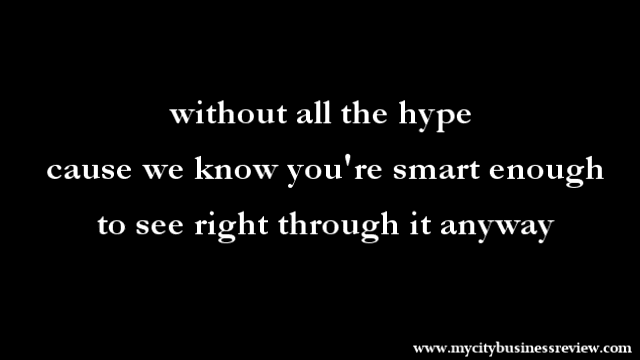 without all the hype
cause we know you're smart enough
to see right through it anyway
www.mycitybusinessreview.com